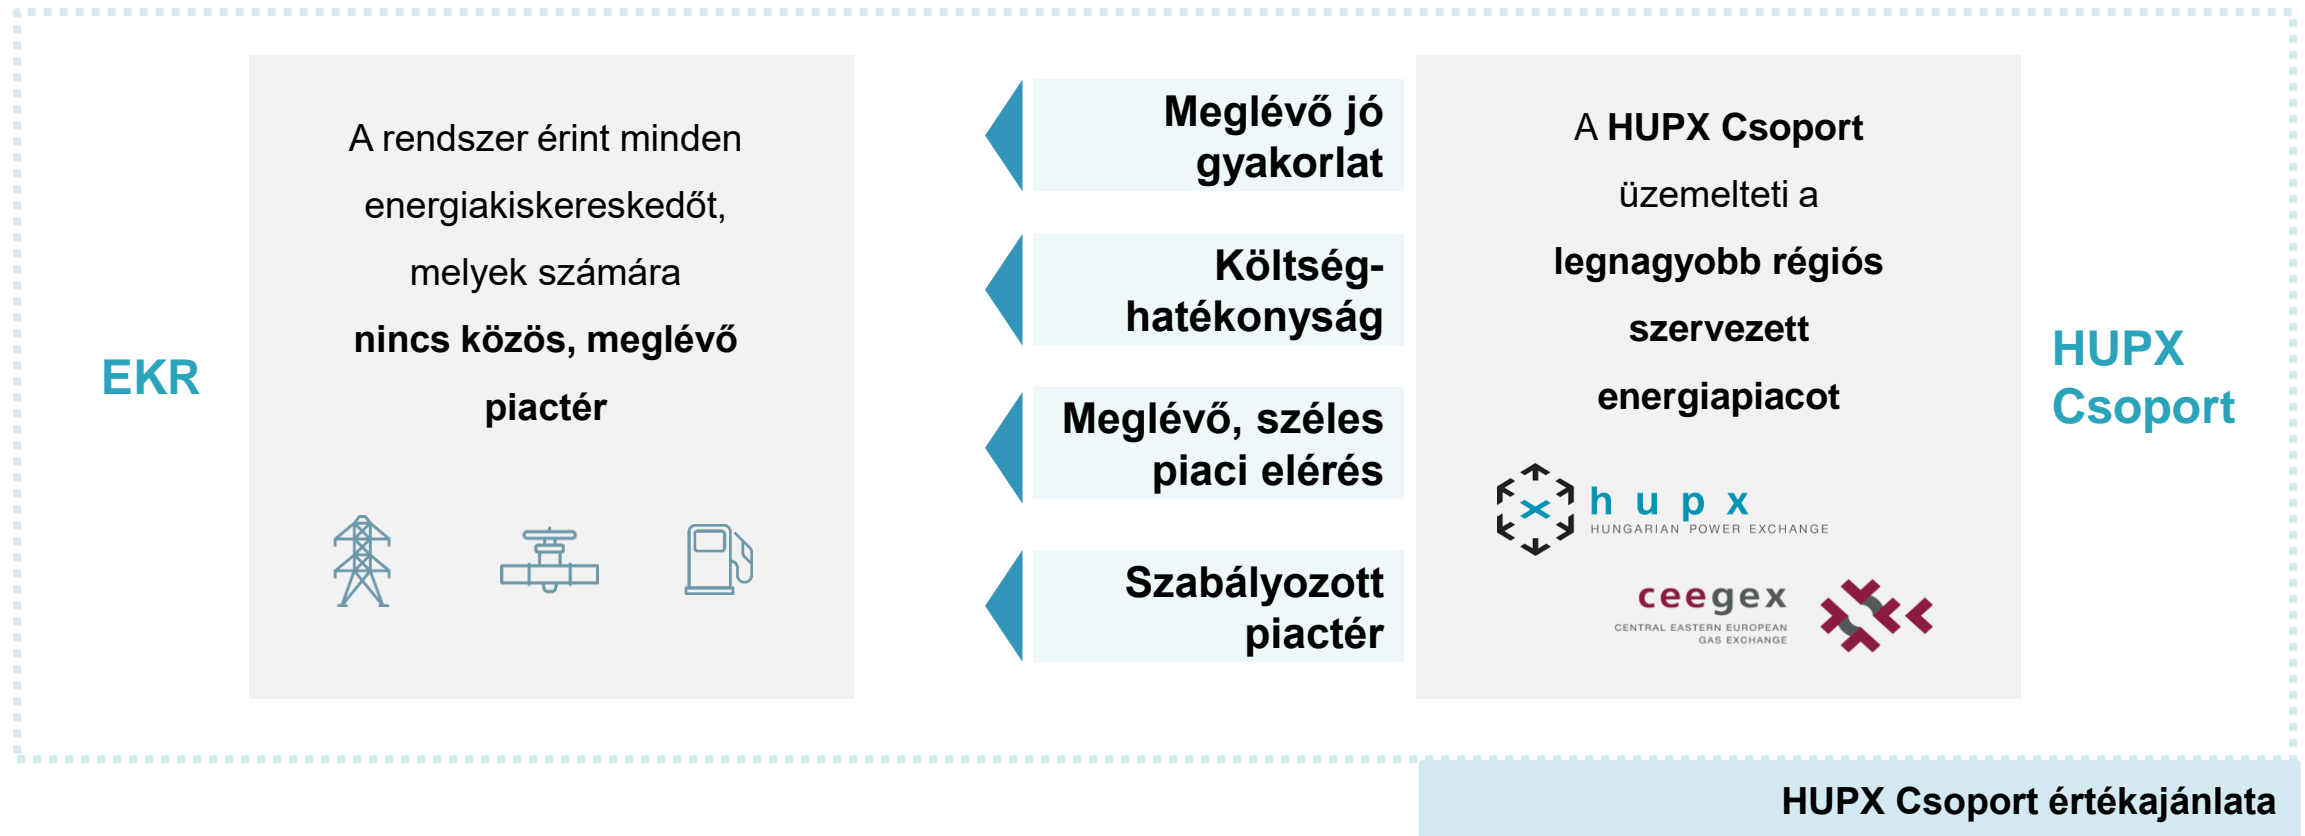 EKR
A rendszer érint minden
energiakiskereskedőt,
melyek számára
nincs közös, meglévő
piactér
Meglévő jó
gyakorlat
Költség-
hatékonyság
Meglévő, széles
piaci elérés
Szabályozott
piactér
A HUPX Csoport
üzemelteti a
legnagyobb régiós
szervezett
energiapiacot
hupx
HUNGARIAN POWER EXCHANGE
ceegex
CENTRAL EASTERN EUROPEAN
GAS EXCHANGE
HUPX
Csoport
HUPX Csoport értékajánlata